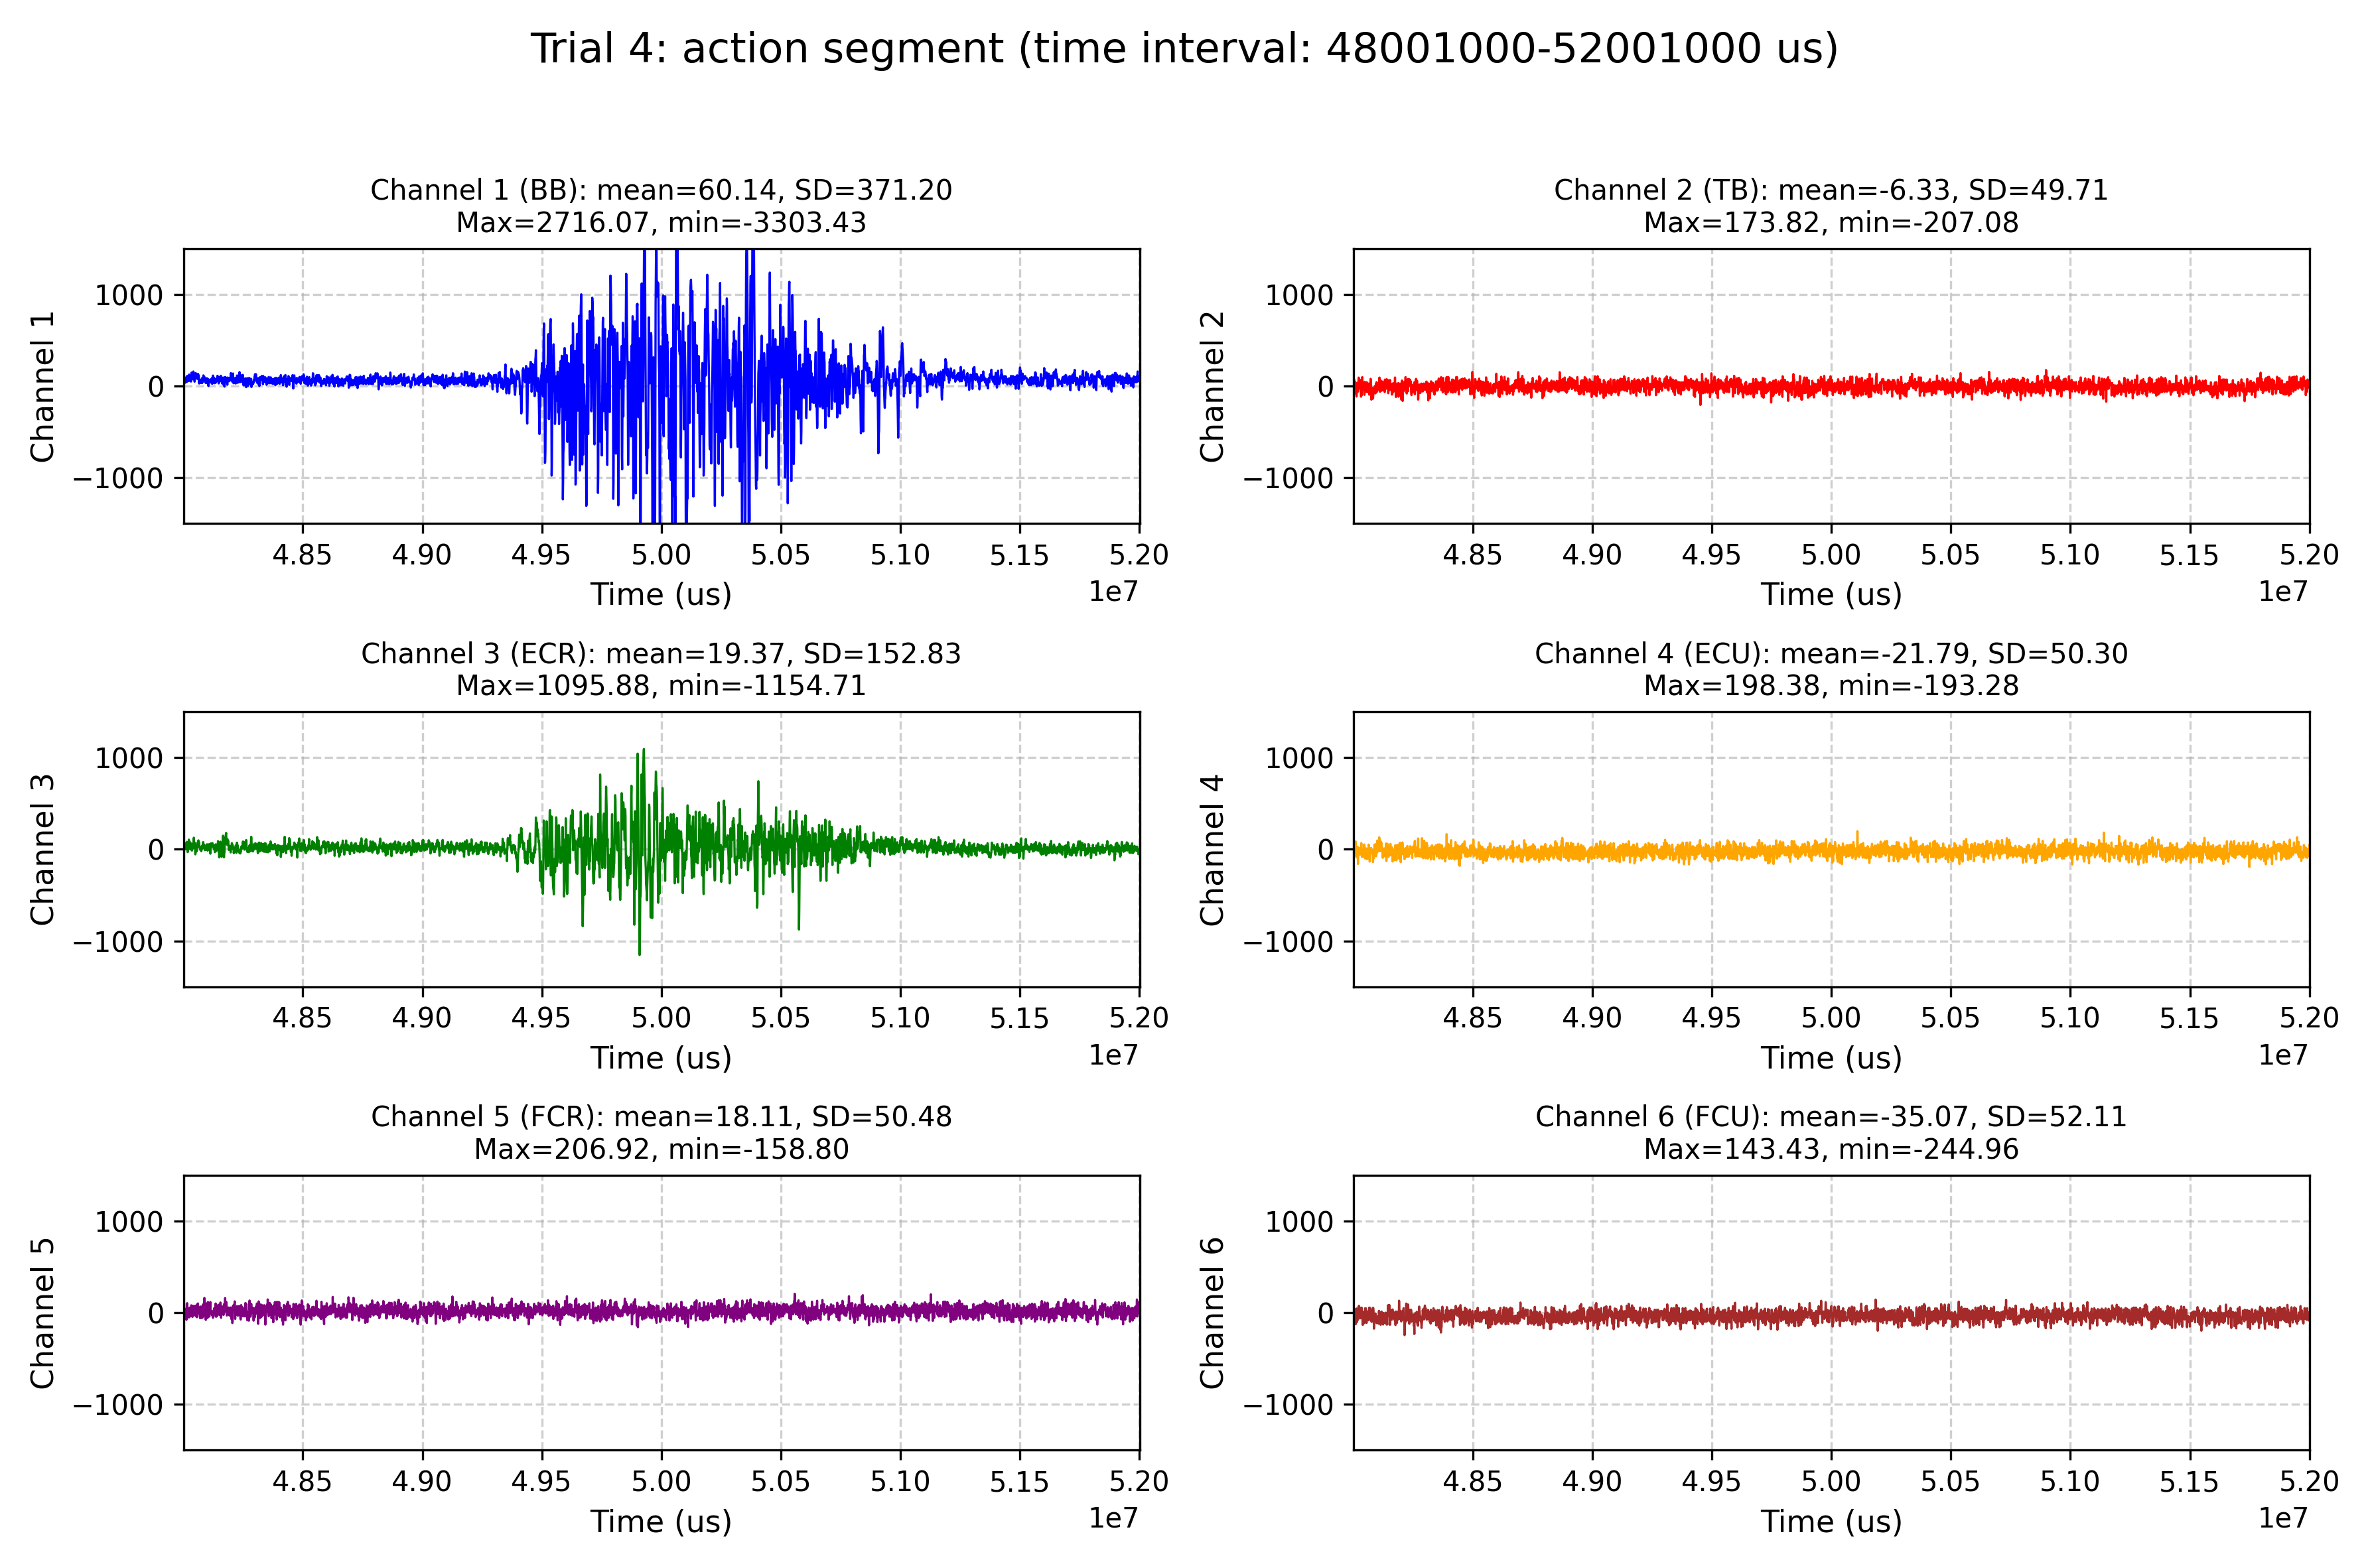 Trial 4: action segment (time interval: 48001000-52001000 us)
Channel 1 (BB): mean=60.14, SD=371.20
Max=2716.07, min=-3303.43
Channel 1
1000
0
−1000
4.85 4.90 4.95 5.00 5.05 5.10 5.15 5.20
1e7
Time (us)
Channel 2 (TB): mean=-6.33, SD=49.71
Max=173.82, min=-207.08
Channel 2
1000
0
−1000
4.85 4.90 4.95 5.00 5.05 5.10 5.15 5.20
1e7
Time (us)
Channel 3 (ECR): mean=19.37, SD=152.83
Max=1095.88, min=-1154.71
Channel 3
1000
0
−1000
4.85 4.90 4.95 5.00 5.05 5.10 5.15 5.20
1e7
Time (us)
Channel 4 (ECU): mean=-21.79, SD=50.30
Max=198.38, min=-193.28
Channel 4
1000
0
−1000
4.85 4.90 4.95 5.00 5.05 5.10 5.15 5.20
1e7
Time (us)
Channel 5 (FCR): mean=18.11, SD=50.48
Max=206.92, min=-158.80
Channel 5
1000
0
−1000
4.85 4.90 4.95 5.00 5.05 5.10 5.15 5.20
1e7
Time (us)
Channel 6 (FCU): mean=-35.07, SD=52.11
Max=143.43, min=-244.96
Channel 6
1000
0
−1000
4.85 4.90 4.95 5.00 5.05 5.10 5.15 5.20
1e7
Time (us)